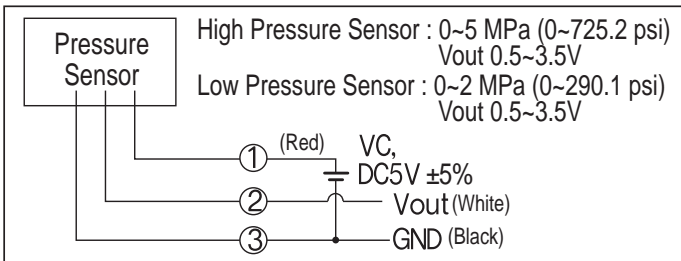 Pressure
Sensor
High Pressure Sensor : 0~5 MPa (0~725.2 psi)
Vout 0.5~3.5V
Low Pressure Sensor : 0~2 MPa (0~290.1 psi)
Vout 0.5~3.5V
① (Red) VC,
DC5V ±5%
② Vout (White)
③ GND (Black)